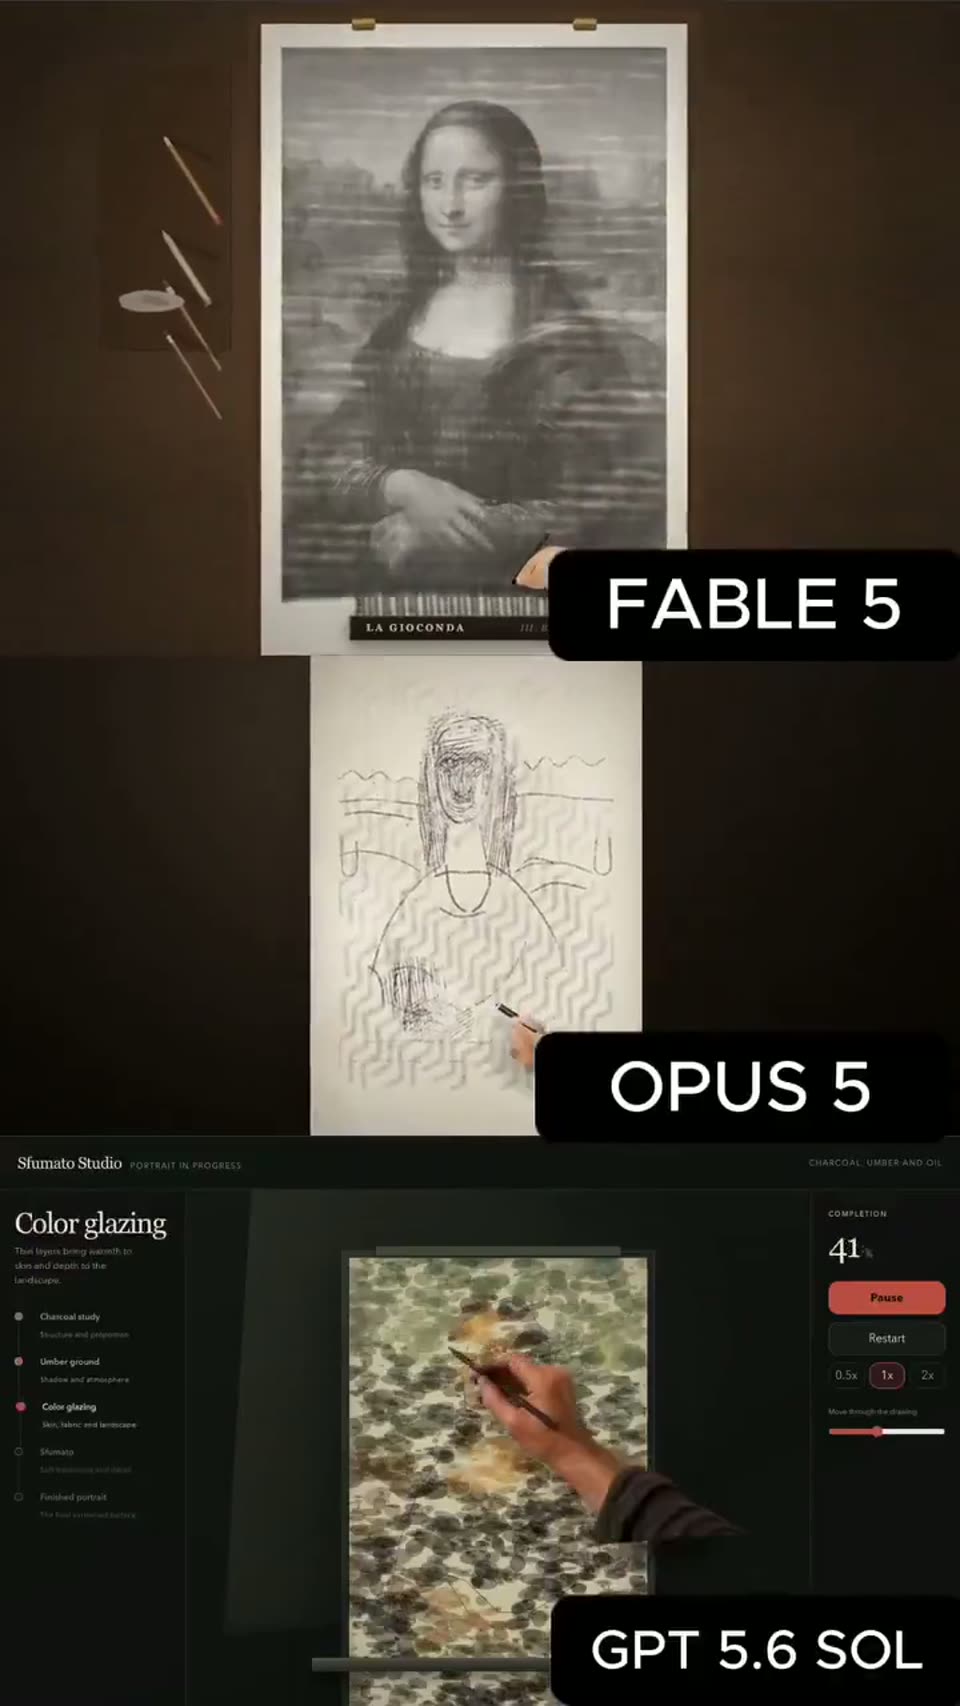 LA GIOCONDA
FABLE 5
OPUS 5
Sfumato Studio PORTRAIT IN PROGRESS
CHARCOAL, UMBER AND OIL
Color glazing
Thin layers bring warmth to
skin and depth to the
landscape.
Charcoal study
Structure and proportion
Umber ground
Shadow and atmosphere
Color glazing
Skin, fabric and landscape
Sfumato
Finished portrait
COMPLETION
41%
Pause
Restart
0.5x 1x 2x
Move through the drawing
GPT 5.6 SOL